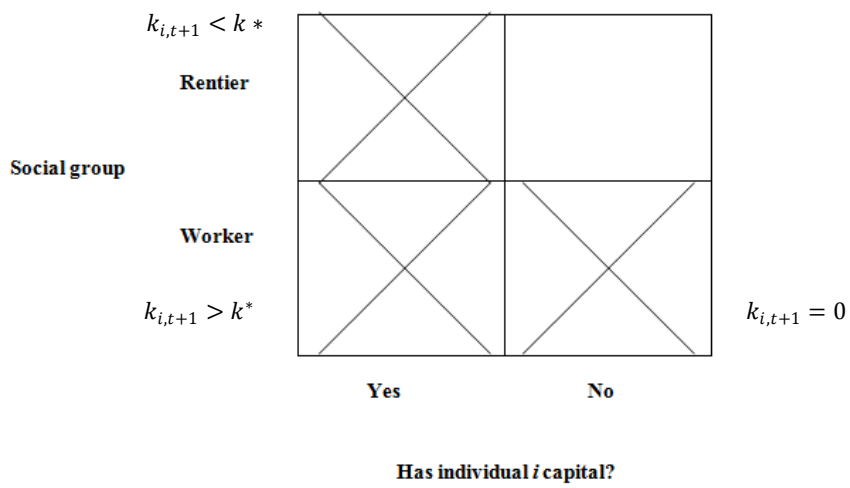 k_{i,t+1} < k *
Rentier
Social group
Worker
k_{i,t+1} > k^*
k_{i,t+1} = 0
Yes No
Has individual i capital?